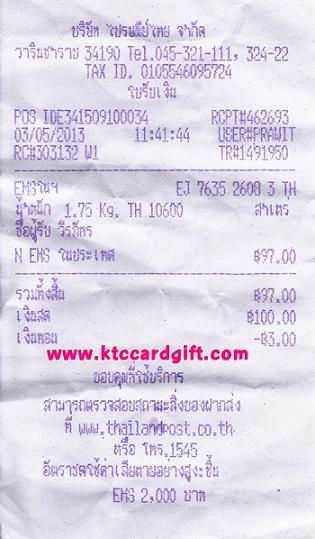 บริษัท ไปรษณีย์ไทย จำกัด
วารินชำราบ 34190 Tel.045-321-111, 324-22
TAX ID. 0105546095724
ใบรับเงิน
POS IDE341509100034 RCPT#462693
03/05/2013 11:41:44 USER#PRAWIT
RC#303132 W1 TR#1491950
EMSในฯ EJ 7635 2608 3 TH
น้ำหนัก 1.75 Kg. TH 10600 สาเหร
ชื่อผู้รับ วีรภัทร
N EMS ในประเทศ ฿97.00
รวมทั้งสิ้น ฿97.00
เงินสด ฿100.00
เงินทอน -฿3.00
www.ktccardgift.com
ขอบคุณที่ใช้บริการ
สามารถตรวจสอบสถานะสิ่งของฝากส่ง
ที่ www.thailandpost.co.th
หรือ โทร.1545
อัตราชดใช้ค่าเสียหายอย่างสูงชิ้น
EMS 2,000 บาท